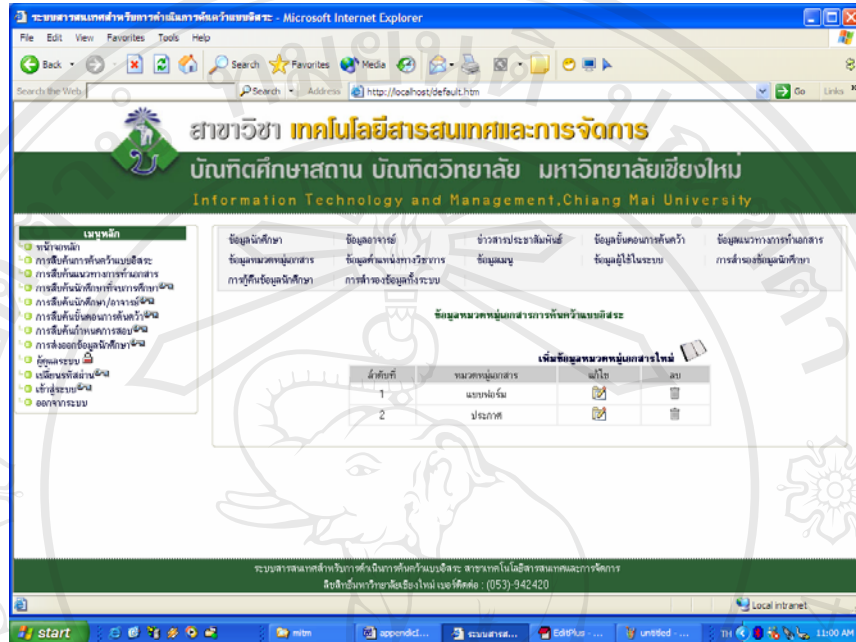 ระบบสารสนเทศสำหรับการดำเนินการค้นคว้าแบบอิสระ - Microsoft Internet Explorer
File Edit View Favorites Tools Help
Back Search Favorites Media
Search the Web Search Address http://localhost/default.htm Go Links
สาขาวิชา เทคโนโลยีสารสนเทศและการจัดการ
บัณฑิตศึกษาสถาน บัณฑิตวิทยาลัย มหาวิทยาลัยเชียงใหม่
Information Technology and Management,Chiang Mai University
เมนูหลัก
หน้าจอหลัก
การสืบค้นการค้นคว้าแบบอิสระ
การสืบค้นแนวทางการทำเอกสาร
การสืบค้นนักศึกษาที่จบการศึกษา
การสืบค้นนักศึกษา/อาจารย์
การสืบค้นขั้นตอนการค้นคว้า
การสืบค้นกำหนดการสอบ
การส่งออกข้อมูลนักศึกษา
ผู้ดูแลระบบ
เปลี่ยนรหัสผ่าน
เข้าสู่ระบบ
ออกจากระบบ
ข้อมูลนักศึกษา ข้อมูลอาจารย์ ข่าวสารประชาสัมพันธ์ ข้อมูลขั้นตอนการค้นคว้า ข้อมูลแนวทางการทำเอกสาร
ข้อมูลหมวดหมู่เอกสาร ข้อมูลตำแหน่งทางวิชาการ ข้อมูลเมนู ข้อมูลผู้ใช้ในระบบ การสำรองข้อมูลนักศึกษา
การกู้คืนข้อมูลนักศึกษา การสำรองข้อมูลทั้งระบบ
ข้อมูลหมวดหมู่เอกสารการค้นคว้าแบบอิสระ
เพิ่มข้อมูลหมวดหมู่เอกสารใหม่
ลำดับที่ หมวดหมู่เอกสาร แก้ไข ลบ
1 แบบฟอร์ม
2 ประกาศ
ระบบสารสนเทศสำหรับการดำเนินการค้นคว้าแบบอิสระ สาขาเทคโนโลยีสารสนเทศและการจัดการ
ลิขสิทธิ์มหาวิทยาลัยเชียงใหม่ เบอร์ติดต่อ : (053)-942420
Local intranet
start mitm appendicI... ระบบสารส... EditPlus - ... untitled - ... TH 11:00 AM